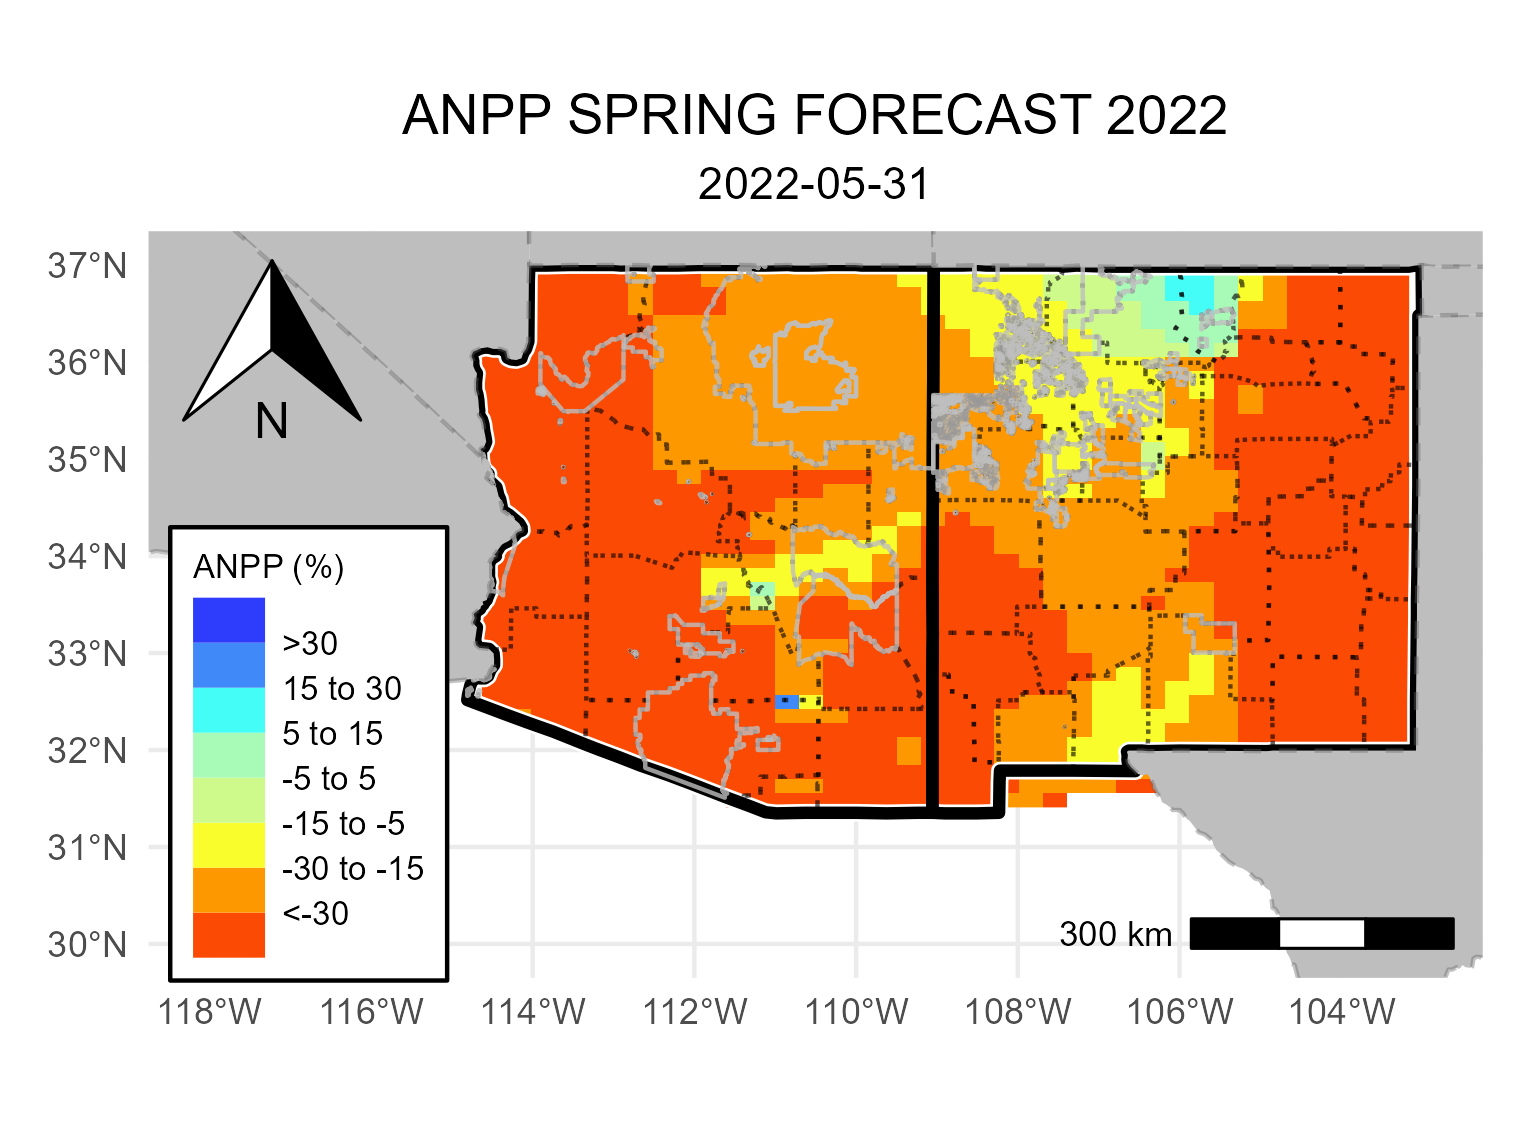 ANPP SPRING FORECAST 2022
2022-05-31
37°N
36°N
35°N
34°N
33°N
32°N
31°N
30°N
N
ANPP (%)
>30
15 to 30
5 to 15
-5 to 5
-15 to -5
-30 to -15
<-30
300 km
118°W 116°W 114°W 112°W 110°W 108°W 106°W 104°W